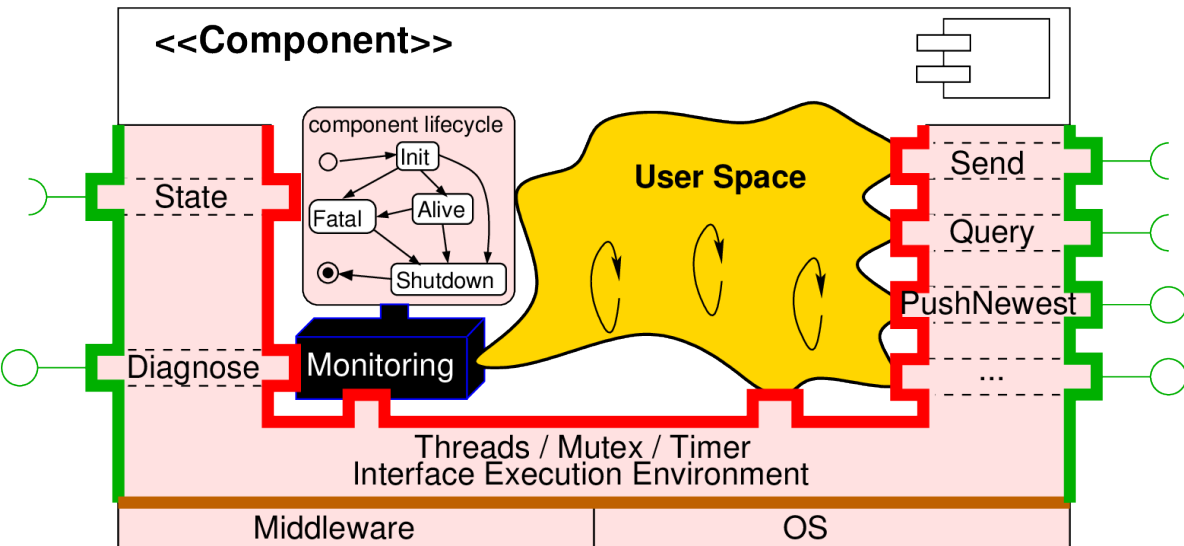 <<Component>>
component lifecycle
Init
Fatal
Alive
Shutdown
State
Diagnose
Monitoring
User Space
Send
Query
PushNewest
...
Threads / Mutex / Timer
Interface Execution Environment
Middleware
OS